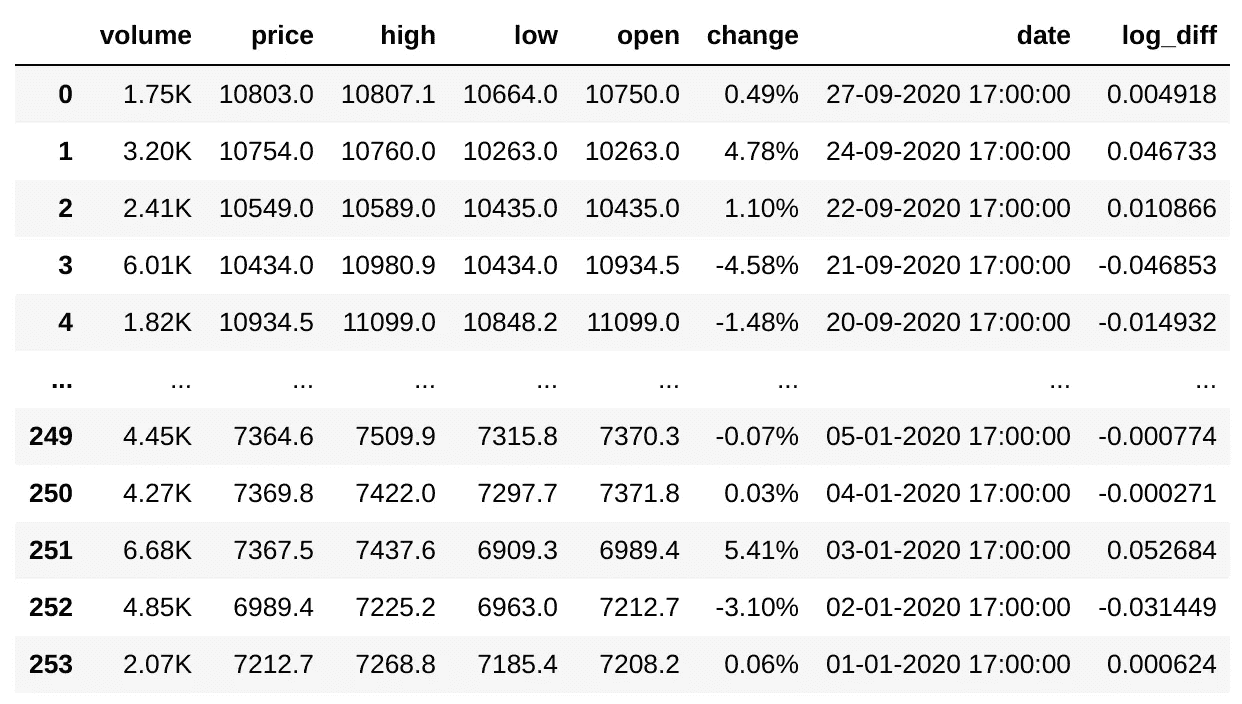 volume price high low open change date log_diff
0 1.75K 10803.0 10807.1 10664.0 10750.0 0.49% 27-09-2020 17:00:00 0.004918
1 3.20K 10754.0 10760.0 10263.0 10263.0 4.78% 24-09-2020 17:00:00 0.046733
2 2.41K 10549.0 10589.0 10435.0 10435.0 1.10% 22-09-2020 17:00:00 0.010866
3 6.01K 10434.0 10980.9 10434.0 10934.5 -4.58% 21-09-2020 17:00:00 -0.046853
4 1.82K 10934.5 11099.0 10848.2 11099.0 -1.48% 20-09-2020 17:00:00 -0.014932
... ... ... ... ... ... ... ... ...
249 4.45K 7364.6 7509.9 7315.8 7370.3 -0.07% 05-01-2020 17:00:00 -0.000774
250 4.27K 7369.8 7422.0 7297.7 7371.8 0.03% 04-01-2020 17:00:00 -0.000271
251 6.68K 7367.5 7437.6 6909.3 6989.4 5.41% 03-01-2020 17:00:00 0.052684
252 4.85K 6989.4 7225.2 6963.0 7212.7 -3.10% 02-01-2020 17:00:00 -0.031449
253 2.07K 7212.7 7268.8 7185.4 7208.2 0.06% 01-01-2020 17:00:00 0.000624